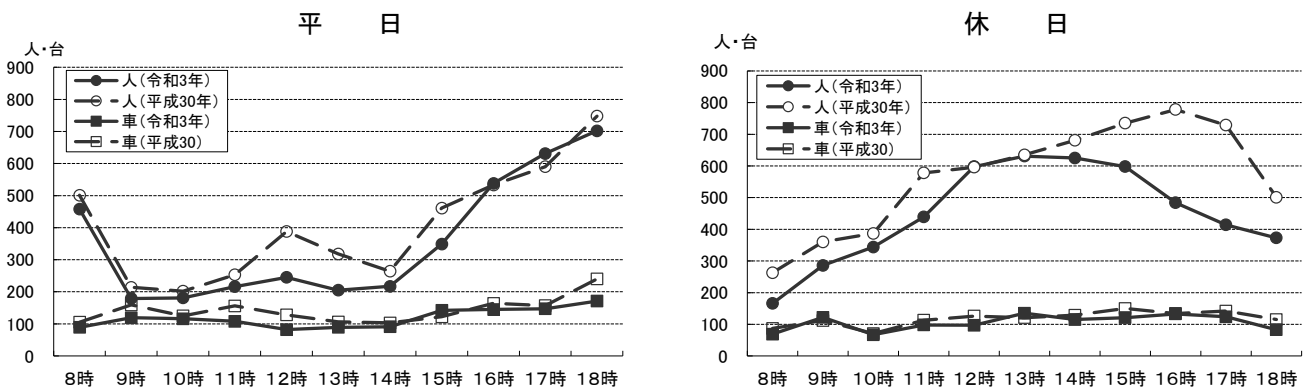 平　　日
人・台
900
800
700
600
500
400
300
200
100
0
人（令和3年）
人（平成30年）
車（令和3年）
車（平成30）
8時 9時 10時 11時 12時 13時 14時 15時 16時 17時 18時
休　　日
人・台
900
800
700
600
500
400
300
200
100
0
人（令和3年）
人（平成30年）
車（令和3年）
車（平成30）
8時 9時 10時 11時 12時 13時 14時 15時 16時 17時 18時